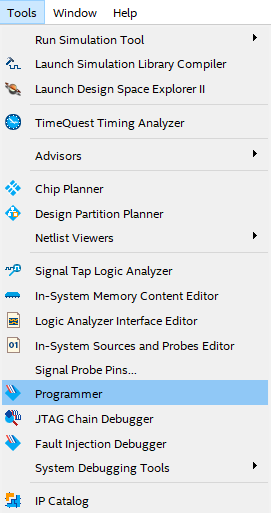 Tools Window Help
Run Simulation Tool
Launch Simulation Library Compiler
Launch Design Space Explorer II
TimeQuest Timing Analyzer
Advisors
Chip Planner
Design Partition Planner
Netlist Viewers
Signal Tap Logic Analyzer
In-System Memory Content Editor
Logic Analyzer Interface Editor
01 In-System Sources and Probes Editor
Signal Probe Pins...
Programmer
JTAG Chain Debugger
Fault Injection Debugger
System Debugging Tools
IP Catalog